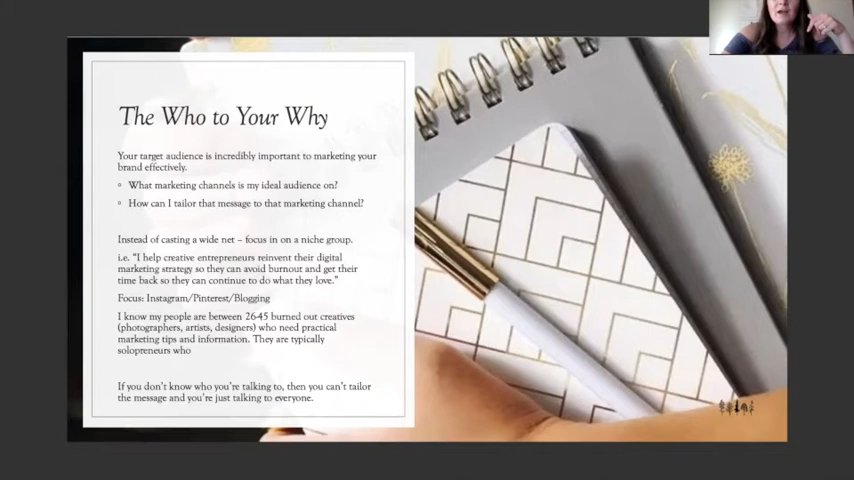 The Who to Your Why
Your target audience is incredibly important to marketing your
brand effectively.
What marketing channels is my ideal audience on?
How can I tailor that message to that marketing channel?
Instead of casting a wide net – focus in on a niche group.
i.e. “I help creative entrepreneurs reinvent their digital
marketing strategy so they can avoid burnout and get their
time back so they can continue to do what they love.”
Focus: Instagram/Pinterest/Blogging
I know my people are between 26-45 burned out creatives
(photographers, artists, designers) who need practical
marketing tips and information. They are typically
solopreneurs who
If you don’t know who you’re talking to, then you can’t tailor
the message and you’re just talking to everyone.